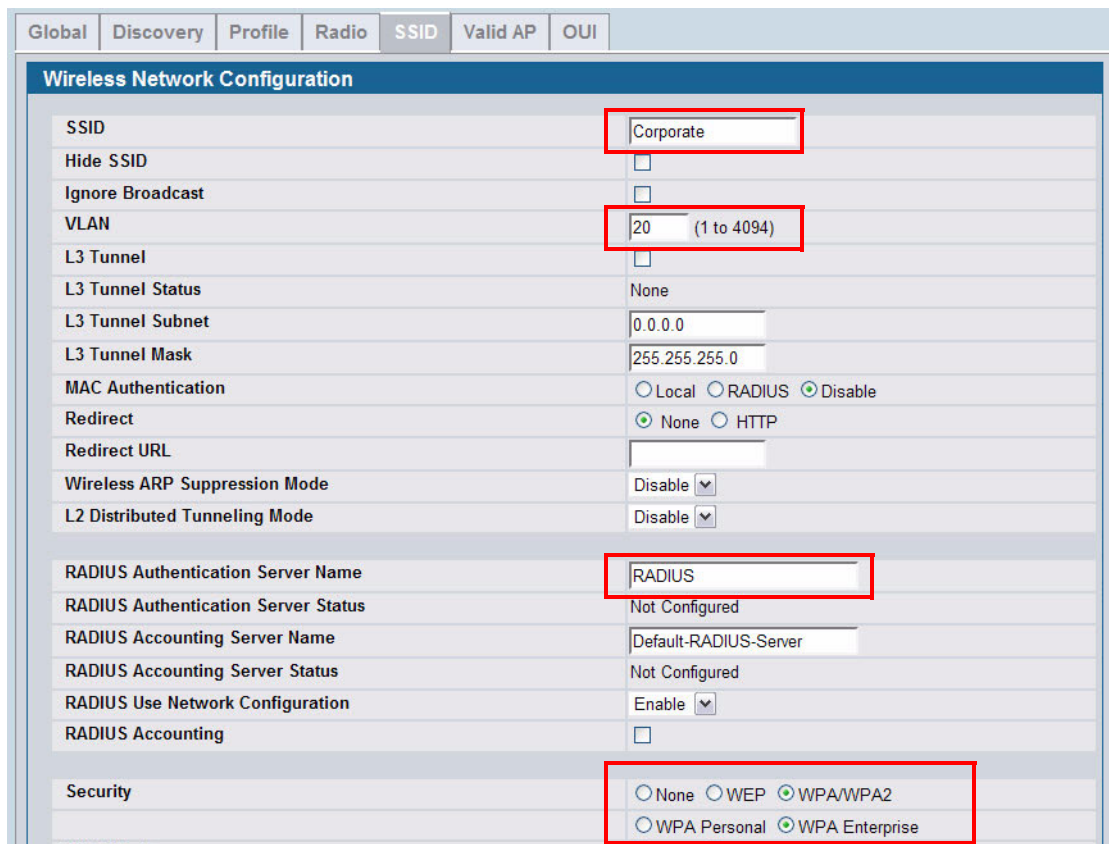 Global Discovery Profile Radio SSID Valid AP OUI
Wireless Network Configuration
SSID Corporate
Hide SSID
Ignore Broadcast
VLAN 20 (1 to 4094)
L3 Tunnel
L3 Tunnel Status None
L3 Tunnel Subnet 0.0.0.0
L3 Tunnel Mask 255.255.255.0
MAC Authentication Local RADIUS Disable
Redirect None HTTP
Redirect URL
Wireless ARP Suppression Mode Disable
L2 Distributed Tunneling Mode Disable
RADIUS Authentication Server Name RADIUS
RADIUS Authentication Server Status Not Configured
RADIUS Accounting Server Name Default-RADIUS-Server
RADIUS Accounting Server Status Not Configured
RADIUS Use Network Configuration Enable
RADIUS Accounting
Security None WEP WPA/WPA2
WPA Personal WPA Enterprise